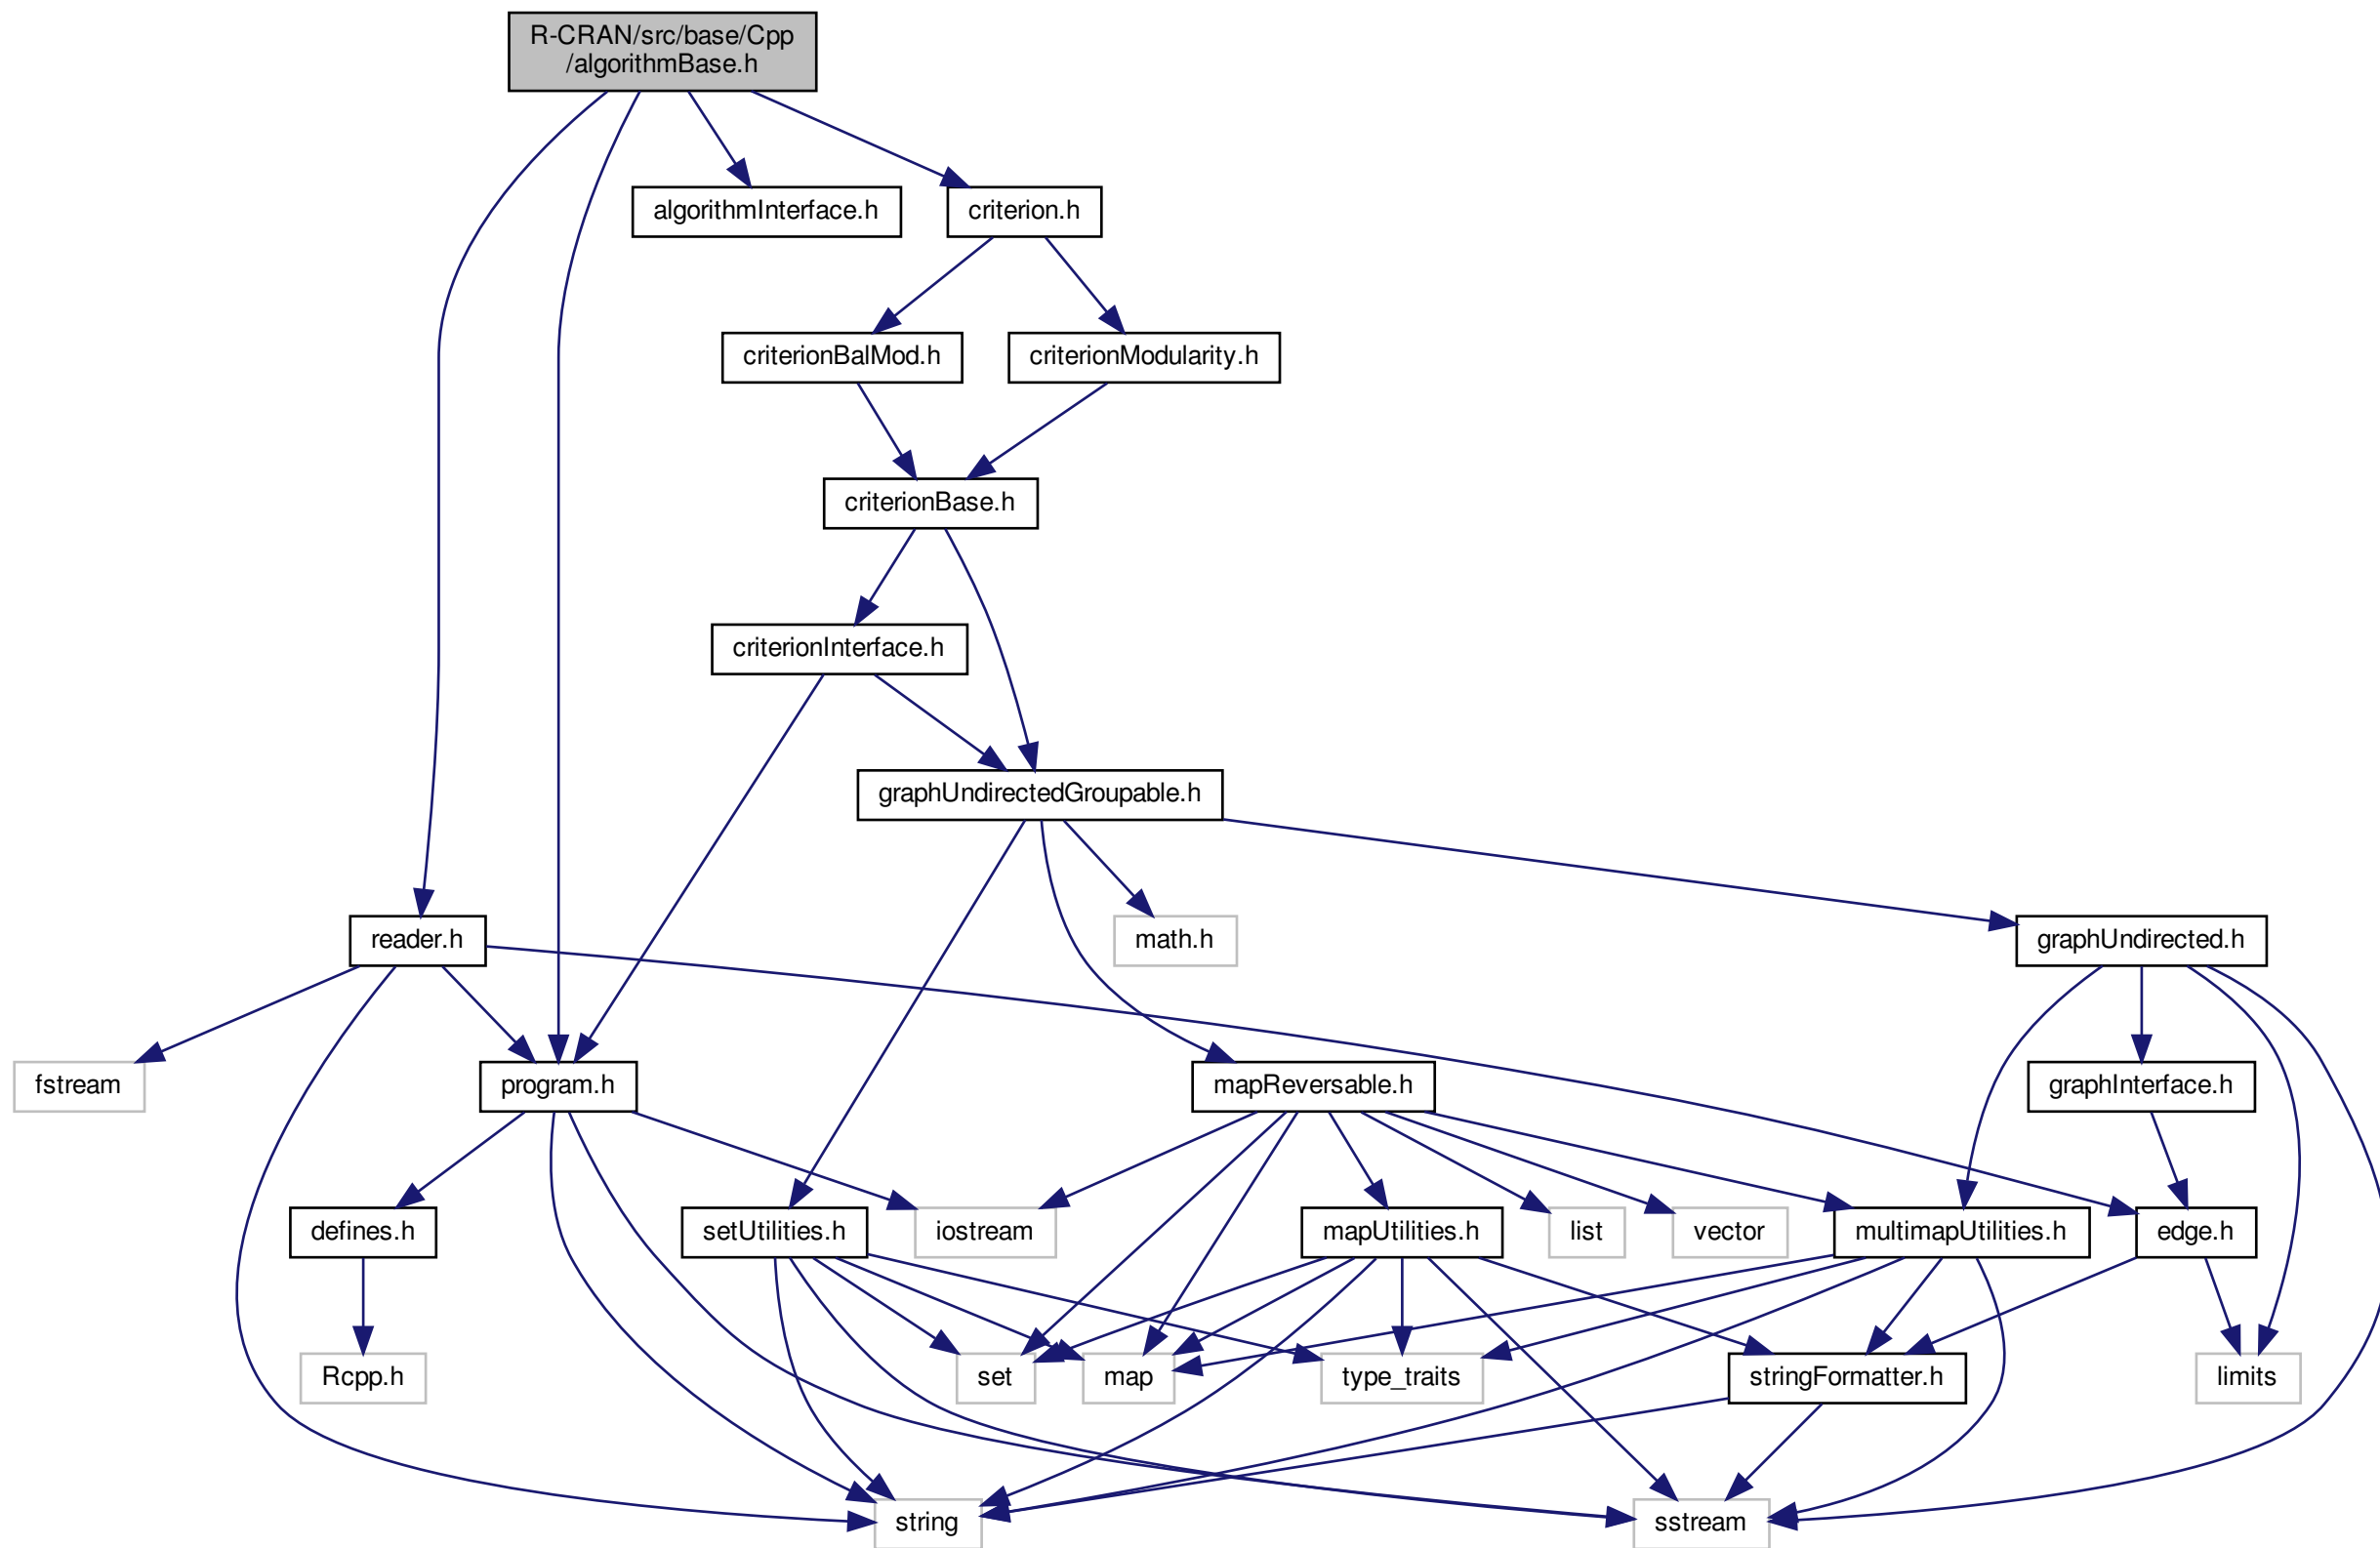 R-CRAN/src/base/Cpp
/algorithmBase.h
algorithmInterface.h
criterion.h
criterionBalMod.h
criterionModularity.h
criterionBase.h
criterionInterface.h
graphUndirectedGroupable.h
reader.h
math.h
graphUndirected.h
fstream
program.h
mapReversable.h
graphInterface.h
defines.h
setUtilities.h
iostream
mapUtilities.h
list
vector
multimapUtilities.h
edge.h
Rcpp.h
set
map
type_traits
stringFormatter.h
limits
string
sstream